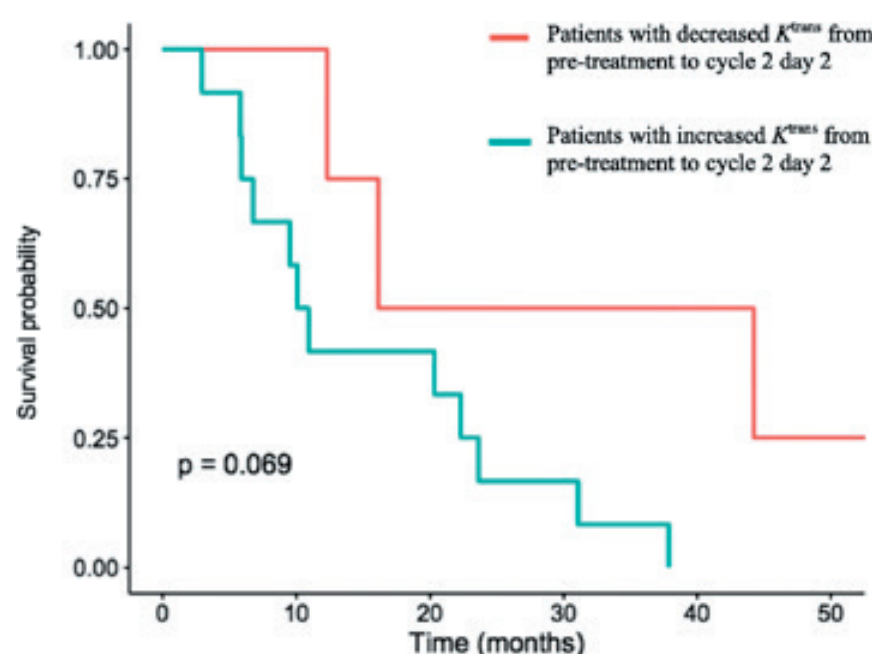 Patients with decreased K^trans from
pre-treatment to cycle 2 day 2
Patients with increased K^trans from
pre-treatment to cycle 2 day 2
Survival probability
1.00
0.75
0.50
0.25
0.00
p = 0.069
0 10 20 30 40 50
Time (months)